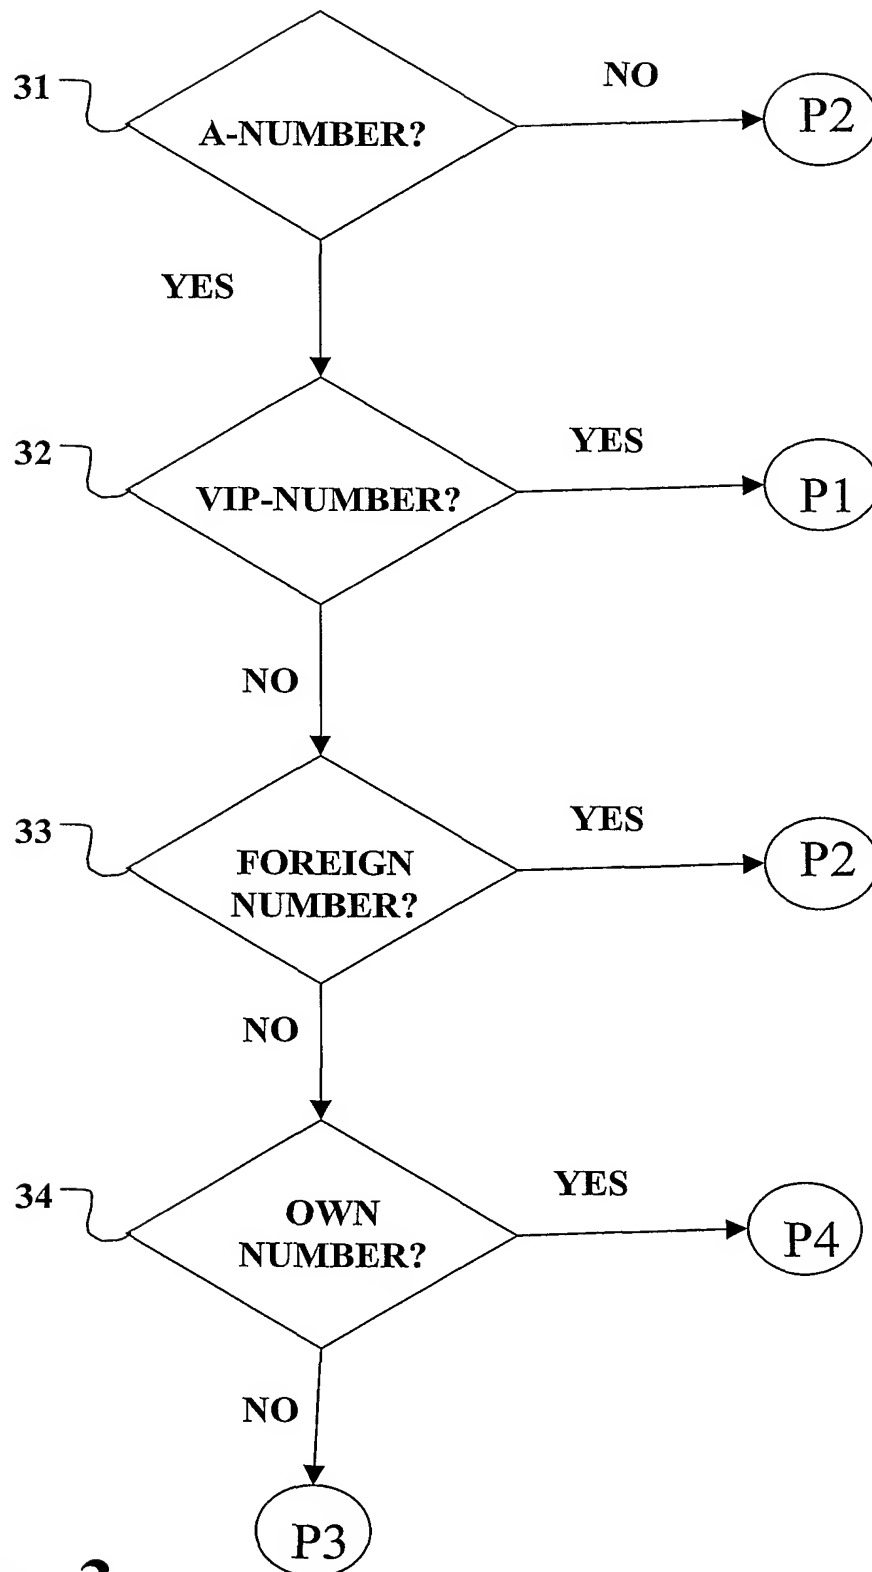 31
A-NUMBER?
NO
P2
YES
32
VIP-NUMBER?
YES
P1
NO
33
FOREIGN
NUMBER?
YES
P2
NO
34
OWN
NUMBER?
YES
P4
NO
P3